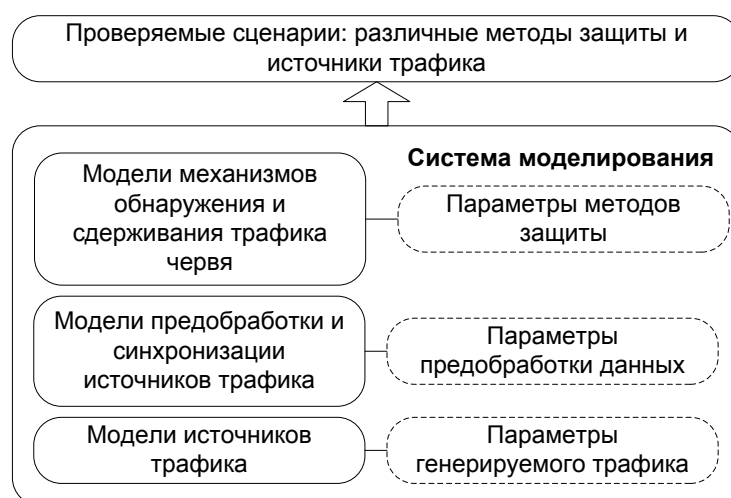 Проверяемые сценарии: различные методы защиты и
источники трафика
Система моделирования
Модели механизмов
обнаружения и
сдерживания трафика
червя
Параметры методов
защиты
Модели предобработки и
синхронизации
источников трафика
Параметры
предобработки данных
Модели источников
трафика
Параметры
генерируемого трафика